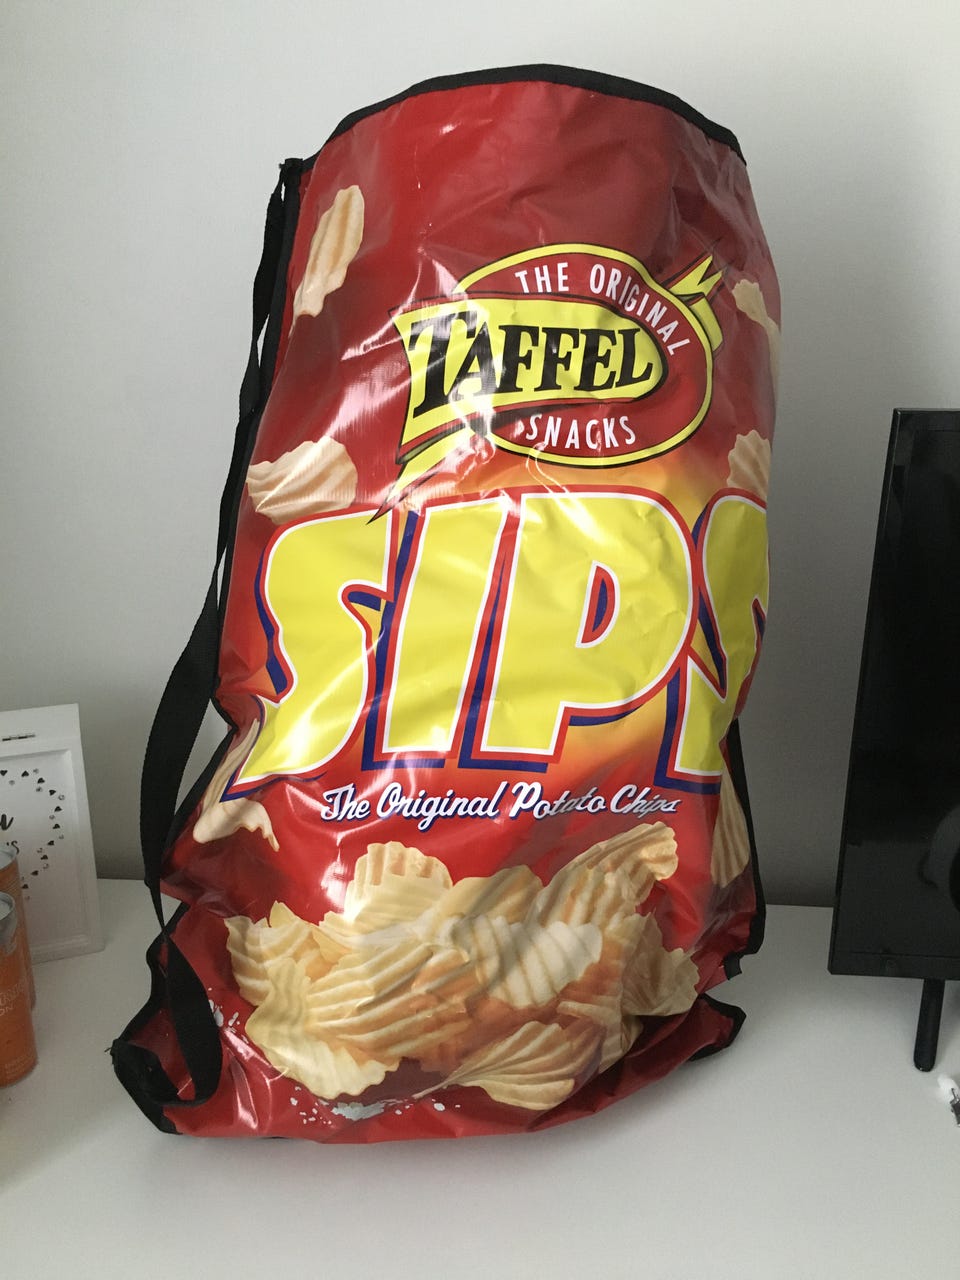 THE ORIGINAL
TAFFEL
SNACKS
SIPS
The Original Potato Chips